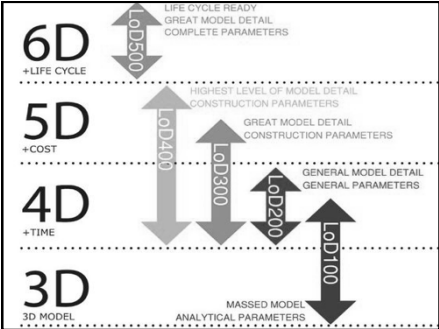 6D
+LIFE CYCLE
LoD500
LIFE CYCLE READY
GREAT MODEL DETAIL
COMPLETE PARAMETERS
5D
+COST
LoD400
HIGHEST LEVEL OF MODEL DETAIL
CONSTRUCTION PARAMETERS
LoD300
GREAT MODEL DETAIL
CONSTRUCTION PARAMETERS
4D
+TIME
LoD200
GENERAL MODEL DETAIL
GENERAL PARAMETERS
LoD100
3D
3D MODEL
MASSED MODEL
ANALYTICAL PARAMETERS